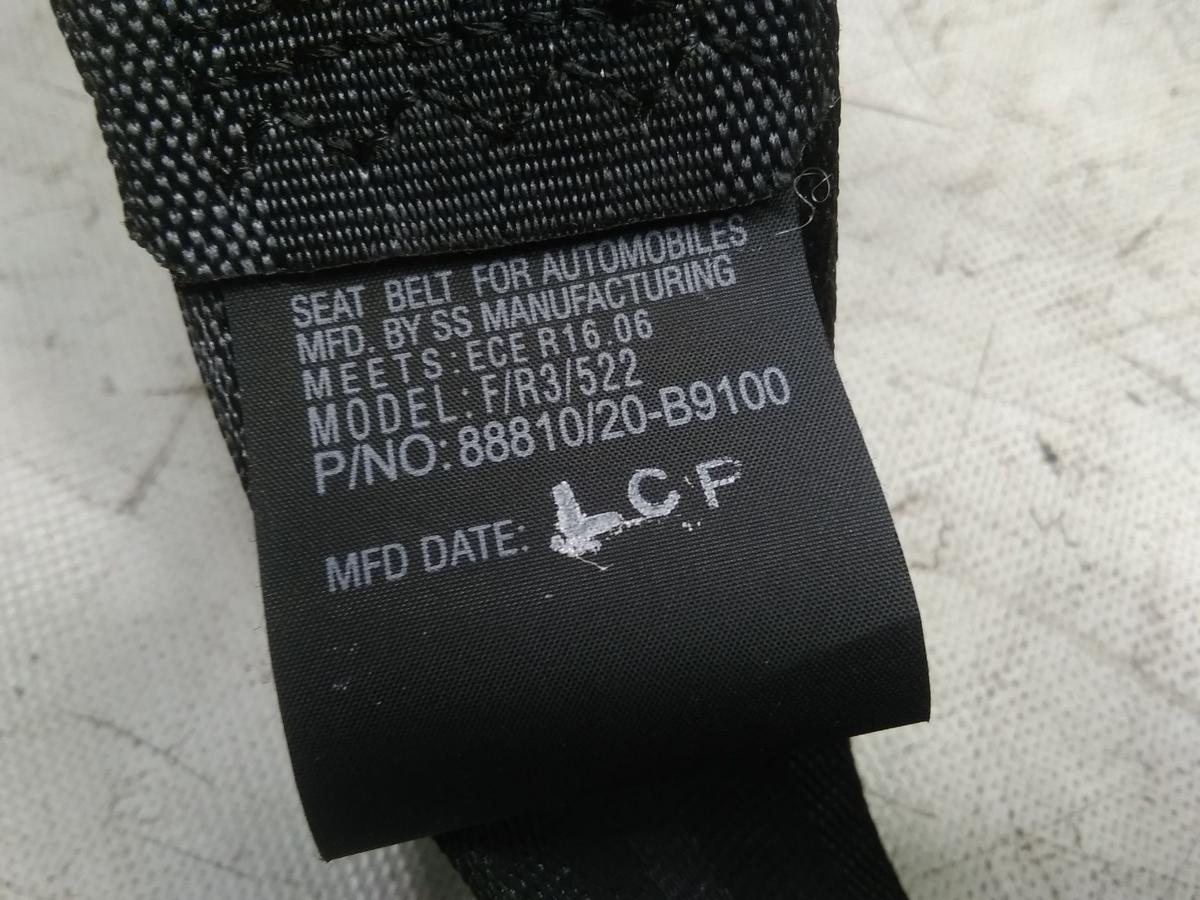 SEAT BELT FOR AUTOMOBILES
MFD. BY SS MANUFACTURING
MEETS: ECE R16.06
MODEL: F/R3/522
P/NO: 88810/20-B9100
MFD DATE: LCP